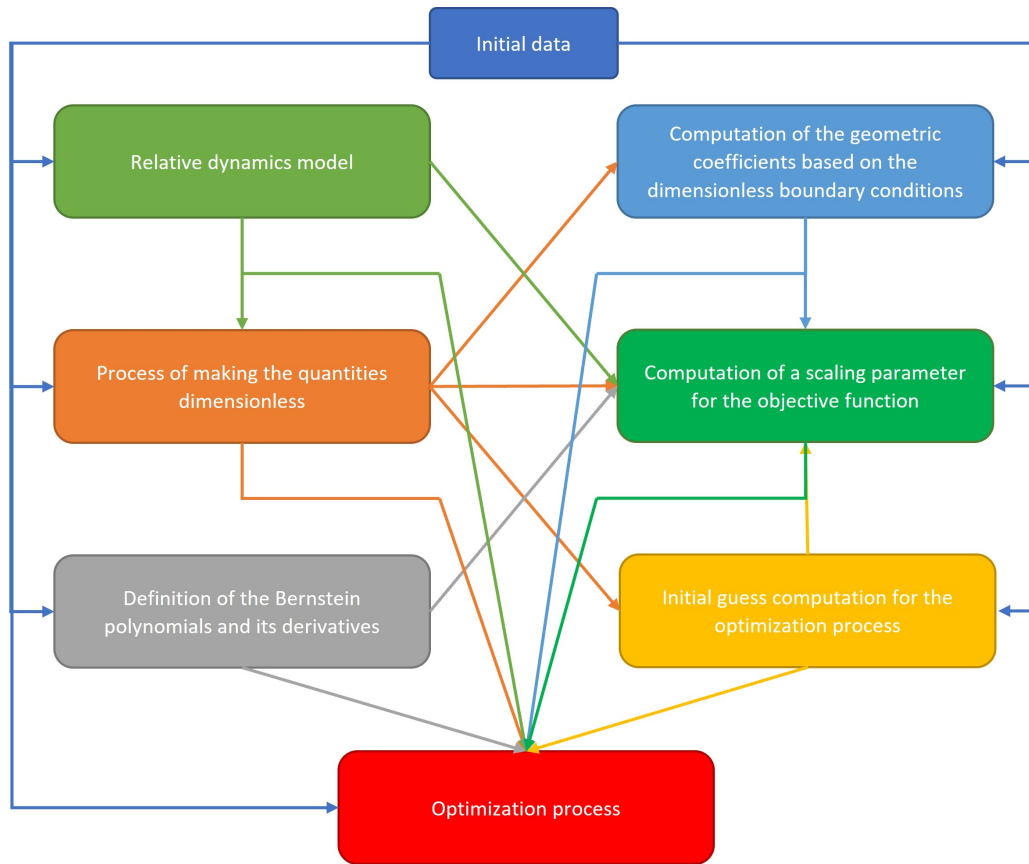 Initial data
Relative dynamics model
Computation of the geometric
coefficients based on the
dimensionless boundary conditions
Process of making the quantities
dimensionless
Computation of a scaling parameter
for the objective function
Definition of the Bernstein
polynomials and its derivatives
Initial guess computation for the
optimization process
Optimization process